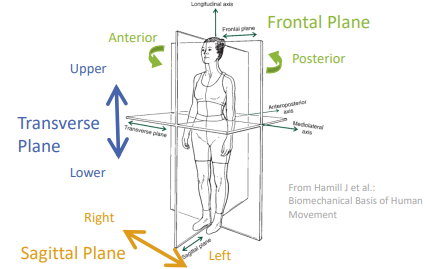 Longitudinal
axis
Frontal plane
Frontal Plane
Anterior
Posterior
Upper
Anteroposterior
axis
Transverse
Plane
Transverse plane
Mediolateral
axis
Lower
From Hamill J et al.:
Biomechanical Basis of Human
Movement
Right
Sagittal Plane
Sagittal plane
Left